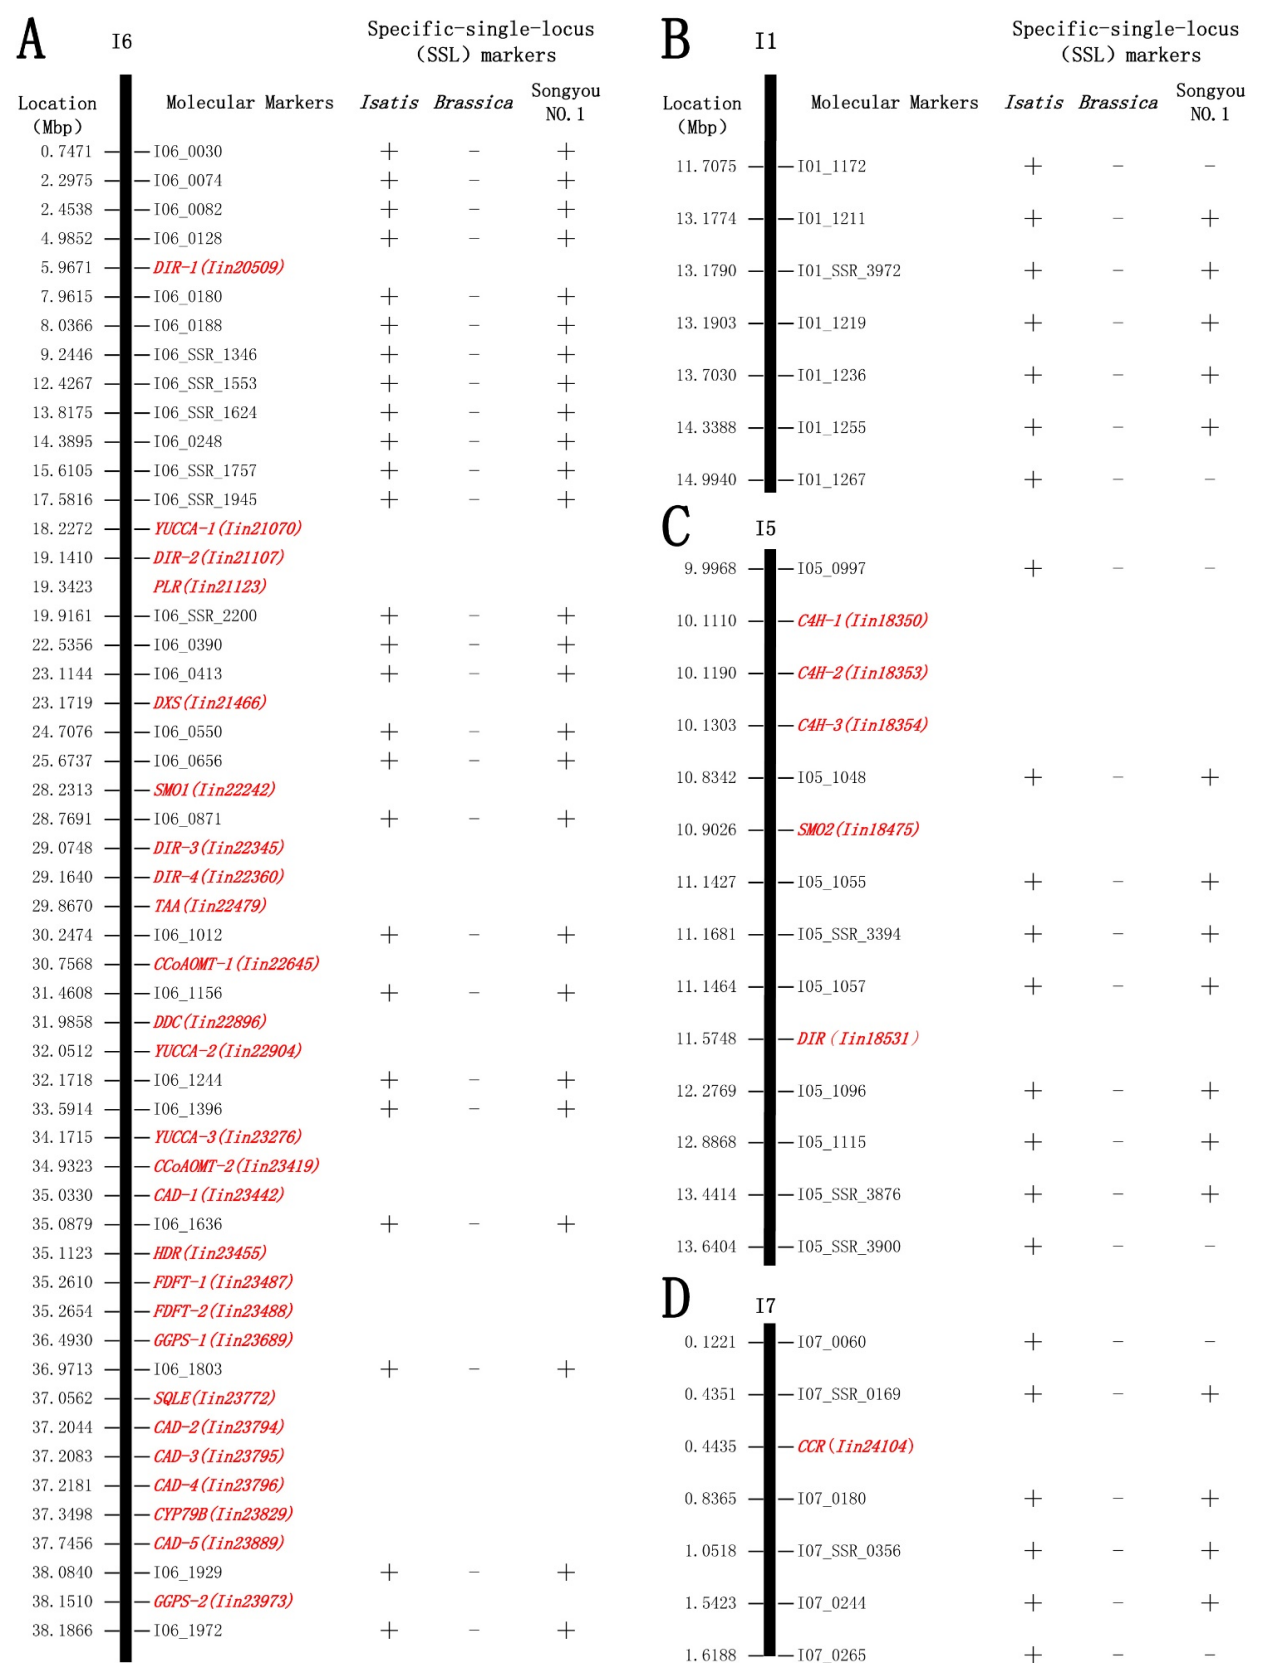 A
I6
Specific-single-locus
(SSL) markers
Location
(Mbp)
Molecular Markers
Isatis
Brassica
Songyou
NO.1
0.7471 I06_0030 + − +
2.2975 I06_0074 + − +
2.4538 I06_0082 + − +
4.9852 I06_0128 + − +
5.9671 DIR-1(Iin20509)
7.9615 I06_0180 + − +
8.0366 I06_0188 + − +
9.2446 I06_SSR_1346 + − +
12.4267 I06_SSR_1553 + − +
13.8175 I06_SSR_1624 + − +
14.3895 I06_0248 + − +
15.6105 I06_SSR_1757 + − +
17.5816 I06_SSR_1945 + − +
18.2272 YUCCA-1(Iin21070)
19.1410 DIR-2(Iin21107)
19.3423 PLR(Iin21123)
19.9161 I06_SSR_2200 + − +
22.5356 I06_0390 + − +
23.1144 I06_0413 + − +
23.1719 DXS(Iin21466)
24.7076 I06_0550 + − +
25.6737 I06_0656 + − +
28.2313 SMO1(Iin22242)
28.7691 I06_0871 + − +
29.0748 DIR-3(Iin22345)
29.1640 DIR-4(Iin22360)
29.8670 TAA(Iin22479)
30.2474 I06_1012 + − +
30.7568 CCoAOMT-1(Iin22645)
31.4608 I06_1156 + − +
31.9858 DDC(Iin22896)
32.0512 YUCCA-2(Iin22904)
32.1718 I06_1244 + − +
33.5914 I06_1396 + − +
34.1715 YUCCA-3(Iin23276)
34.9323 CCoAOMT-2(Iin23419)
35.0330 CAD-1(Iin23442)
35.0879 I06_1636 + − +
35.1123 HDR(Iin23455)
35.2610 FDFT-1(Iin23487)
35.2654 FDFT-2(Iin23488)
36.4930 GGPS-1(Iin23689)
36.9713 I06_1803 + − +
37.0562 SQLE(Iin23772)
37.2044 CAD-2(Iin23794)
37.2083 CAD-3(Iin23795)
37.2181 CAD-4(Iin23796)
37.3498 CYP79B(Iin23829)
37.7456 CAD-5(Iin23889)
38.0840 I06_1929 + − +
38.1510 GGPS-2(Iin23973)
38.1866 I06_1972 + − +
B
I1
Specific-single-locus
(SSL) markers
Location
(Mbp)
Molecular Markers
Isatis
Brassica
Songyou
NO.1
11.7075 I01_1172 + − −
13.1774 I01_1211 + − +
13.1790 I01_SSR_3972 + − +
13.1903 I01_1219 + − +
13.7030 I01_1236 + − +
14.3388 I01_1255 + − +
14.9940 I01_1267 + − −
C
I5
9.9968 I05_0997 + − −
10.1110 C4H-1(Iin18350)
10.1190 C4H-2(Iin18353)
10.1303 C4H-3(Iin18354)
10.8342 I05_1048 + − +
10.9026 SMO2(Iin18475)
11.1427 I05_1055 + − +
11.1681 I05_SSR_3394 + − +
11.1464 I05_1057 + − +
11.5748 DIR(Iin18531)
12.2769 I05_1096 + − +
12.8868 I05_1115 + − +
13.4414 I05_SSR_3876 + − +
13.6404 I05_SSR_3900 + − −
D
I7
0.1221 I07_0060 + − −
0.4351 I07_SSR_0169 + − +
0.4435 CCR(Iin24104)
0.8365 I07_0180 + − +
1.0518 I07_SSR_0356 + − +
1.5423 I07_0244 + − +
1.6188 I07_0265 + − −